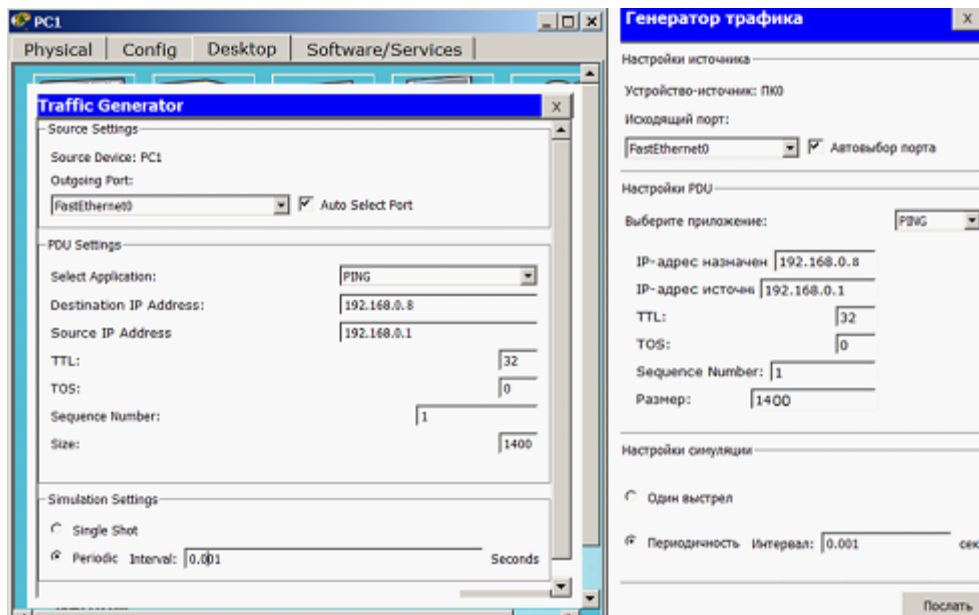 PC1
Physical Config Desktop Software/Services
Traffic Generator
X
Source Settings
Source Device: PC1
Outgoing Port:
FastEthernet0
Auto Select Port
PDU Settings
Select Application: PING
Destination IP Address: 192.168.0.8
Source IP Address 192.168.0.1
TTL: 32
TOS: 0
Sequence Number: 1
Size: 1400
Simulation Settings
Single Shot
Periodic Interval: 0.001 Seconds
Генератор трафика
X
Настройки источника
Устройство-источник: ПК0
Исходящий порт:
FastEthernet0
Автовыбор порта
Настройки PDU
Выберите приложение: PING
IP-адрес назначен 192.168.0.8
IP-адрес источни 192.168.0.1
TTL: 32
TOS: 0
Sequence Number: 1
Размер: 1400
Настройки симуляции
Один выстрел
Периодичность Интервал: 0.001 сек
Послать